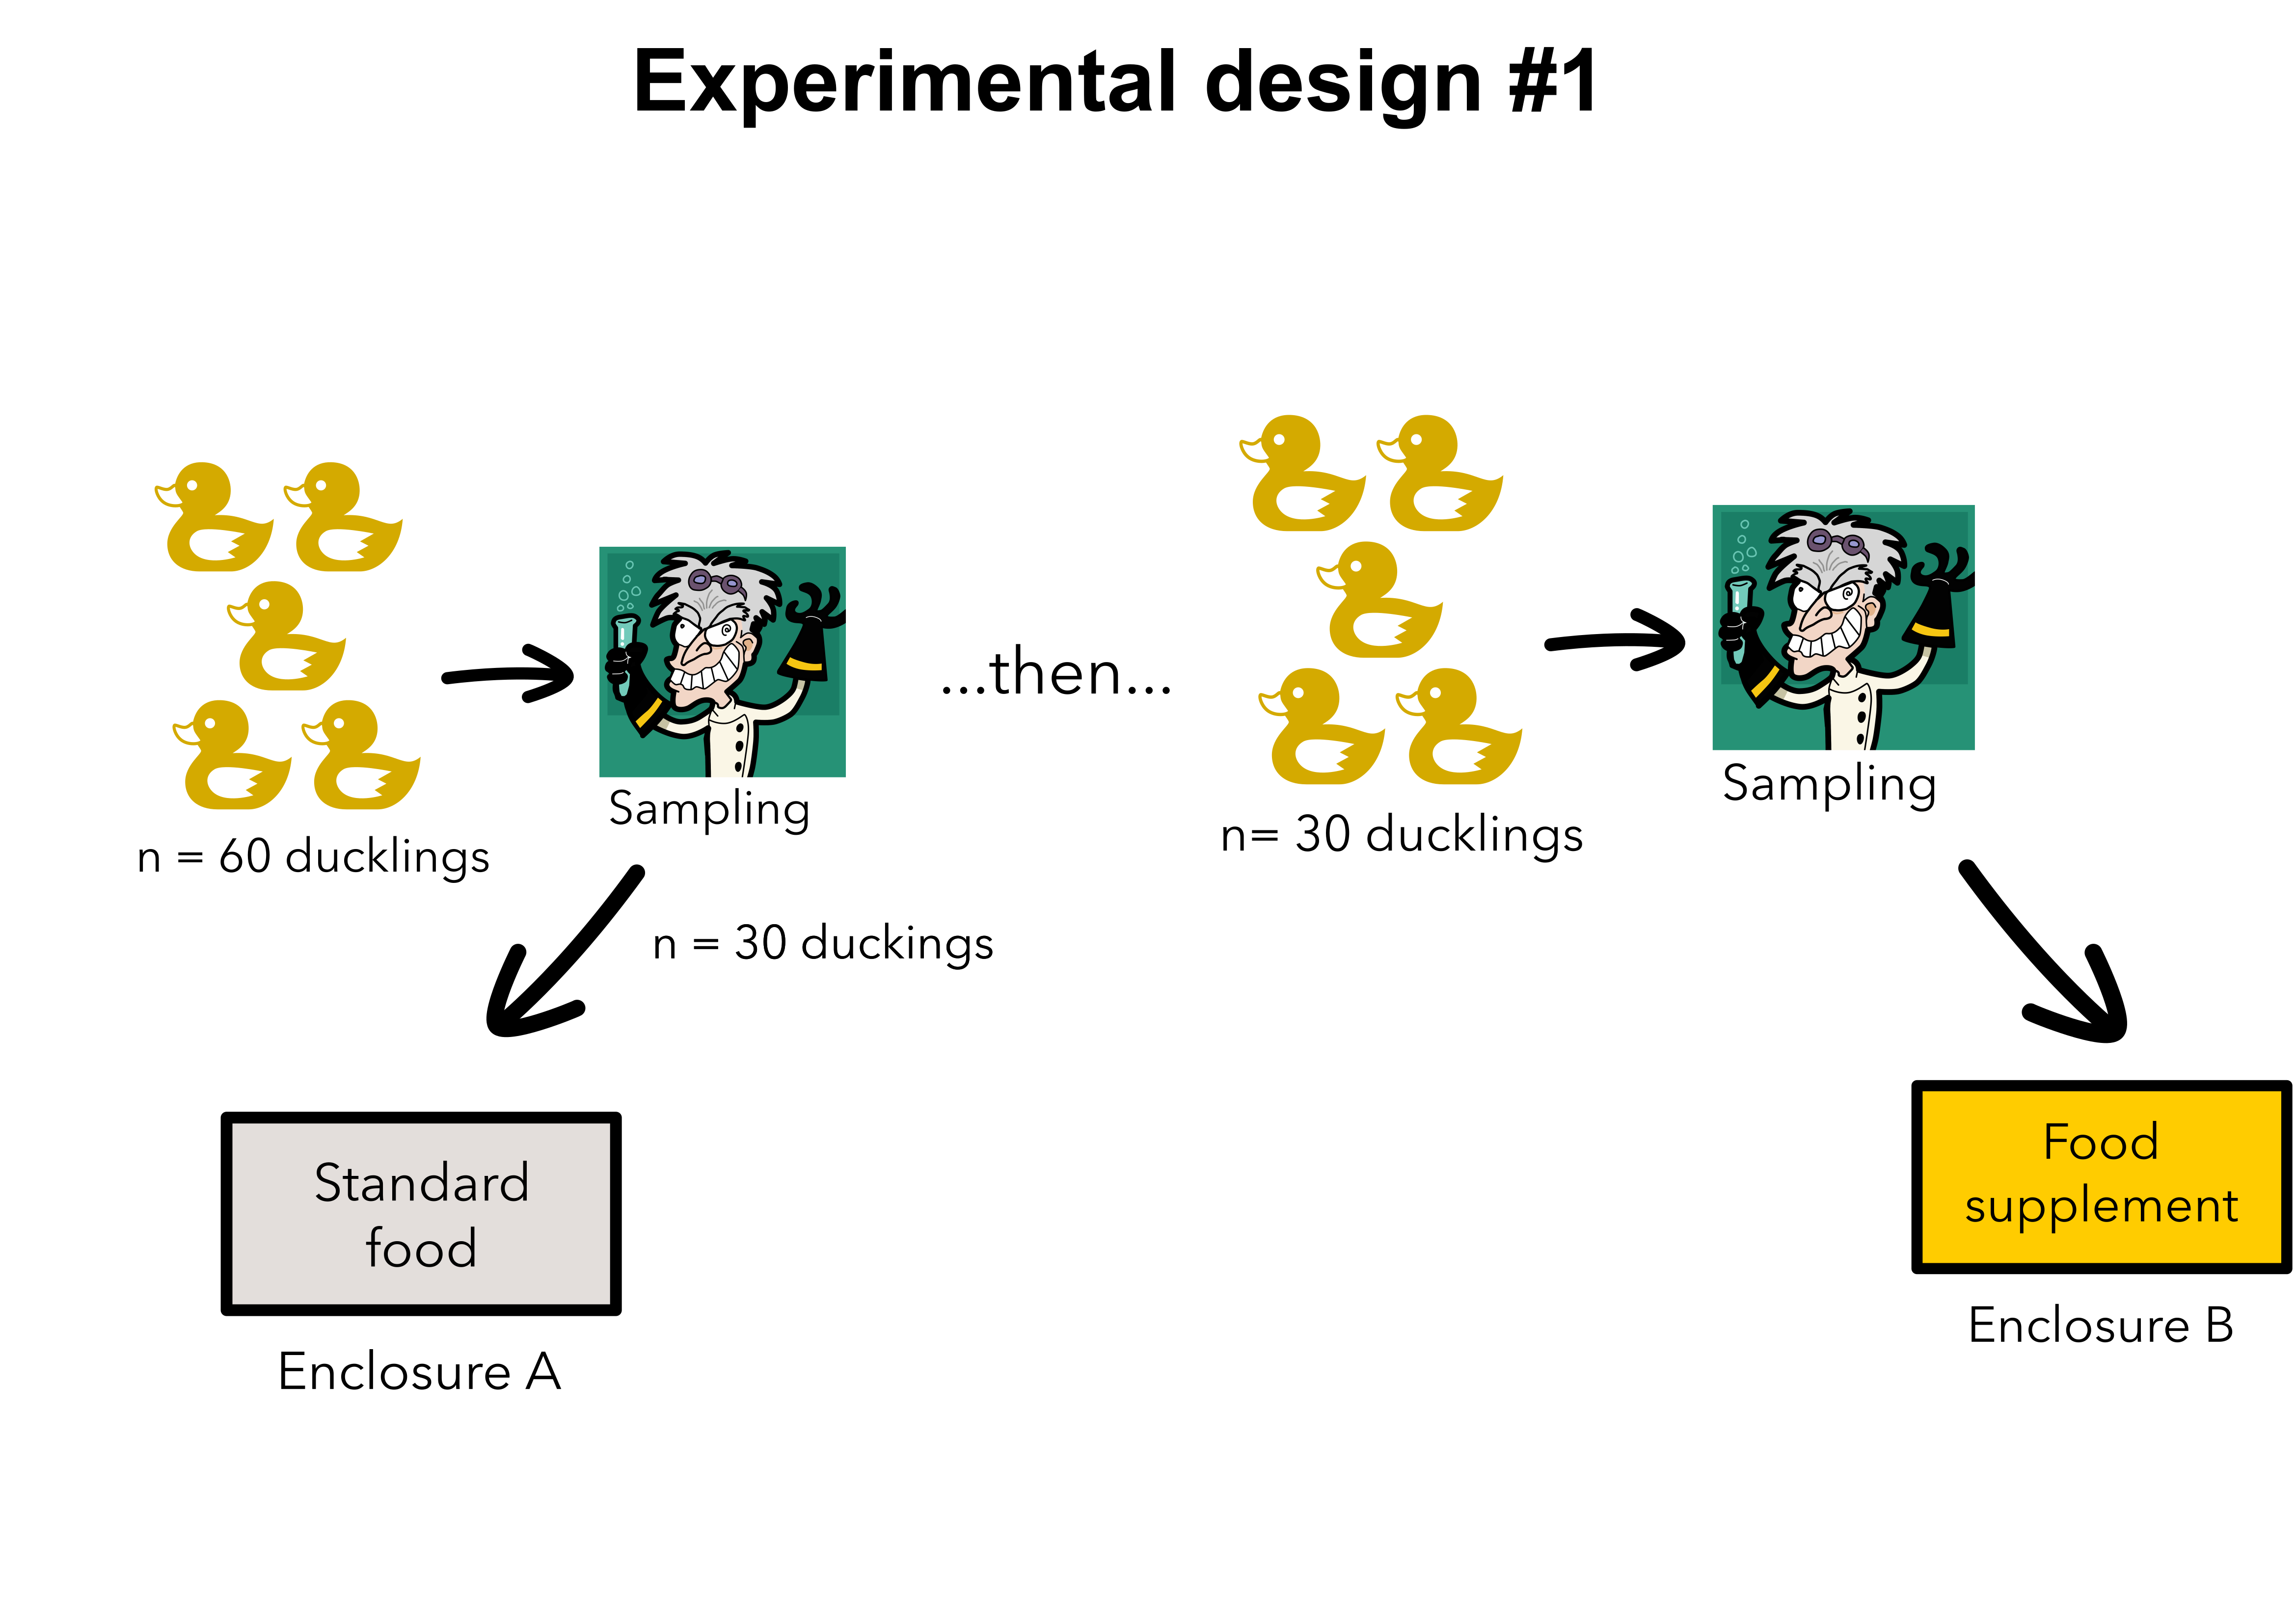 Experimental design #1
n = 60 ducklings
Sampling
n = 30 duckings
Standard
food
Enclosure A
...then...
n= 30 ducklings
Sampling
Food
supplement
Enclosure B